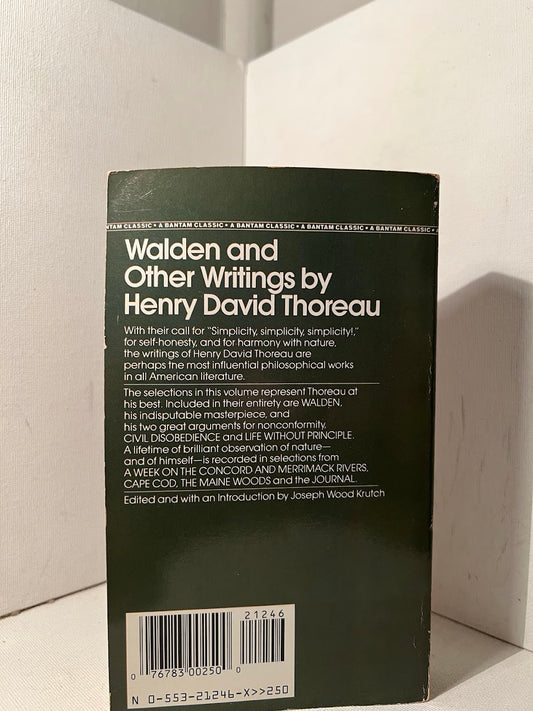 NTAM CLASSIC • A BANTAM CLASSIC • A BANTAM CLASSIC • A BANTAM CLASSIC • A BANTAM CLASSIC • A
Walden and
Other Writings by
Henry David Thoreau
With their call for "Simplicity, simplicity, simplicity!,"
for self-honesty, and for harmony with nature,
the writings of Henry David Thoreau are
perhaps the most influential philosophical works
in all American literature.
The selections in this volume represent Thoreau at
his best. Included in their entirety are WALDEN,
his indisputable masterpiece, and
his two great arguments for nonconformity,
CIVIL DISOBEDIENCE and LIFE WITHOUT PRINCIPLE.
A lifetime of brilliant observation of nature—
and of himself—is recorded in selections from
A WEEK ON THE CONCORD AND MERRIMACK RIVERS,
CAPE COD, THE MAINE WOODS and the JOURNAL.
Edited and with an Introduction by Joseph Wood Krutch
21246
0 76783 00250 0
N 0-553-21246-X>>250